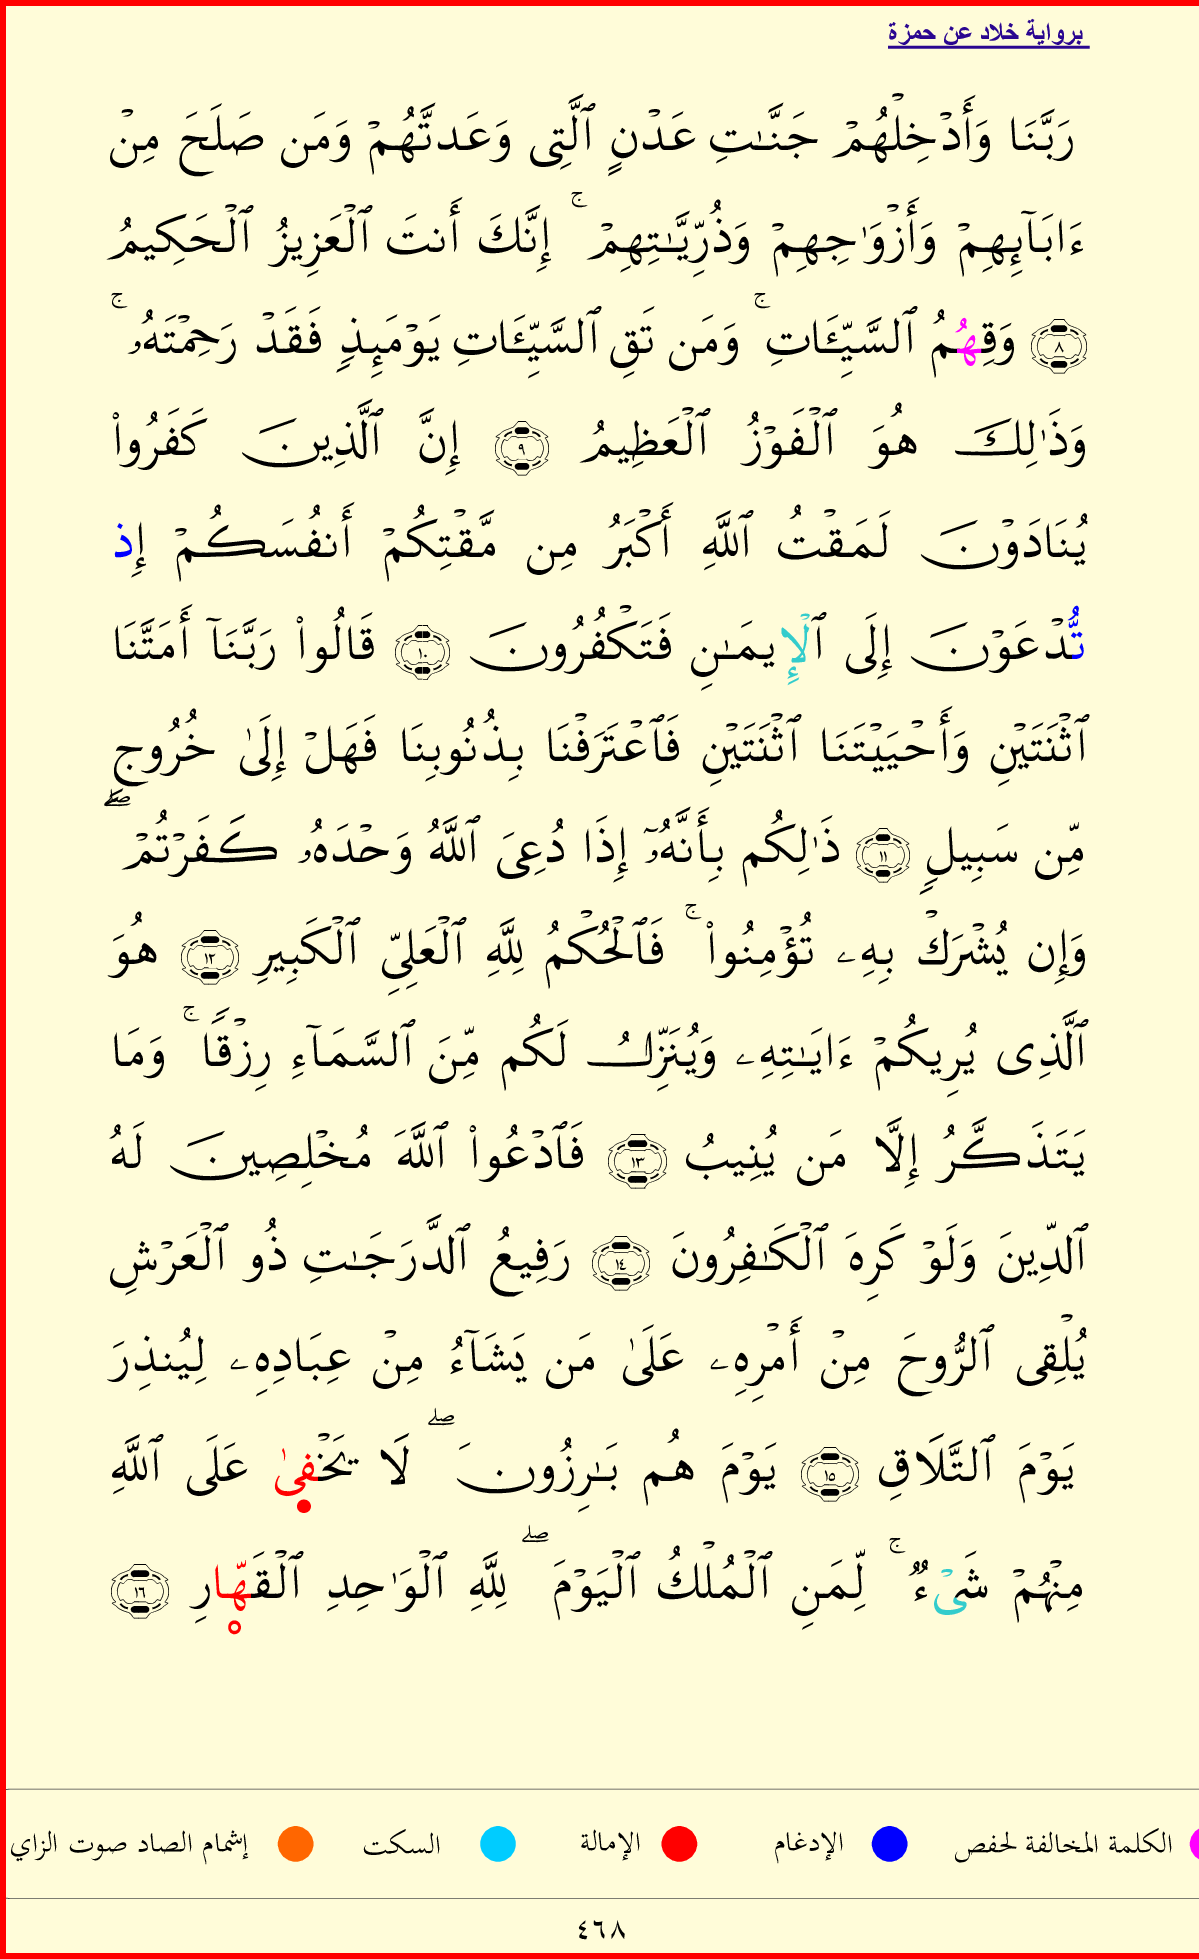 برواية خلاد عن حمزة
رَبَّنَا وَأَدْخِلْهُمْ جَنَّـٰتِ عَدْنٍ ٱلَّتِى وَعَدتَّهُمْ وَمَن صَلَحَ مِنْ
ءَابَآئِهِمْ وَأَزْوَٰجِهِمْ وَذُرِّيَّـٰتِهِمْ ۚ إِنَّكَ أَنتَ ٱلْعَزِيزُ ٱلْحَكِيمُ
٨ وَقِهُمُ ٱلسَّيِّـَٔاتِ ۚ وَمَن تَقِ ٱلسَّيِّـَٔاتِ يَوْمَئِذٍ فَقَدْ رَحِمْتَهُۥ ۚ
وَذَٰلِكَ هُوَ ٱلْفَوْزُ ٱلْعَظِيمُ ٩ إِنَّ ٱلَّذِينَ كَفَرُوا۟
يُنَادَوْنَ لَمَقْتُ ٱللَّهِ أَكْبَرُ مِن مَّقْتِكُمْ أَنفُسَكُمْ إِذ
تُّدْعَوْنَ إِلَى ٱلْإِيمَـٰنِ فَتَكْفُرُونَ ١٠ قَالُوا۟ رَبَّنَآ أَمَتَّنَا
ٱثْنَتَيْنِ وَأَحْيَيْتَنَا ٱثْنَتَيْنِ فَٱعْتَرَفْنَا بِذُنُوبِنَا فَهَلْ إِلَىٰ خُرُوجٍ
مِّن سَبِيلٍ ١١ ذَٰلِكُم بِأَنَّهُۥٓ إِذَا دُعِىَ ٱللَّهُ وَحْدَهُۥ كَفَرْتُمْ ۖ
وَإِن يُشْرَكْ بِهِۦ تُؤْمِنُوا۟ ۚ فَٱلْحُكْمُ لِلَّهِ ٱلْعَلِىِّ ٱلْكَبِيرِ ١٢ هُوَ
ٱلَّذِى يُرِيكُمْ ءَايَـٰتِهِۦ وَيُنَزِّلُ لَكُم مِّنَ ٱلسَّمَآءِ رِزْقًا ۚ وَمَا
يَتَذَكَّرُ إِلَّا مَن يُنِيبُ ١٣ فَٱدْعُوا۟ ٱللَّهَ مُخْلِصِينَ لَهُ
ٱلدِّينَ وَلَوْ كَرِهَ ٱلْكَـٰفِرُونَ ١٤ رَفِيعُ ٱلدَّرَجَـٰتِ ذُو ٱلْعَرْشِ
يُلْقِى ٱلرُّوحَ مِنْ أَمْرِهِۦ عَلَىٰ مَن يَشَآءُ مِنْ عِبَادِهِۦ لِيُنذِرَ
يَوْمَ ٱلتَّلَاقِ ١٥ يَوْمَ هُم بَـٰرِزُونَ ۖ لَا يَخْفِىٰ عَلَى ٱللَّهِ
مِنْهُمْ شَىْءٌ ۚ لِّمَنِ ٱلْمُلْكُ ٱلْيَوْمَ ۖ لِلَّهِ ٱلْوَٰحِدِ ٱلْقَهّارِ ١٦
الكلمة المخالفة لحفص الإدغام الإمالة السكت إشمام الصاد صوت الزاي
٤٦٨